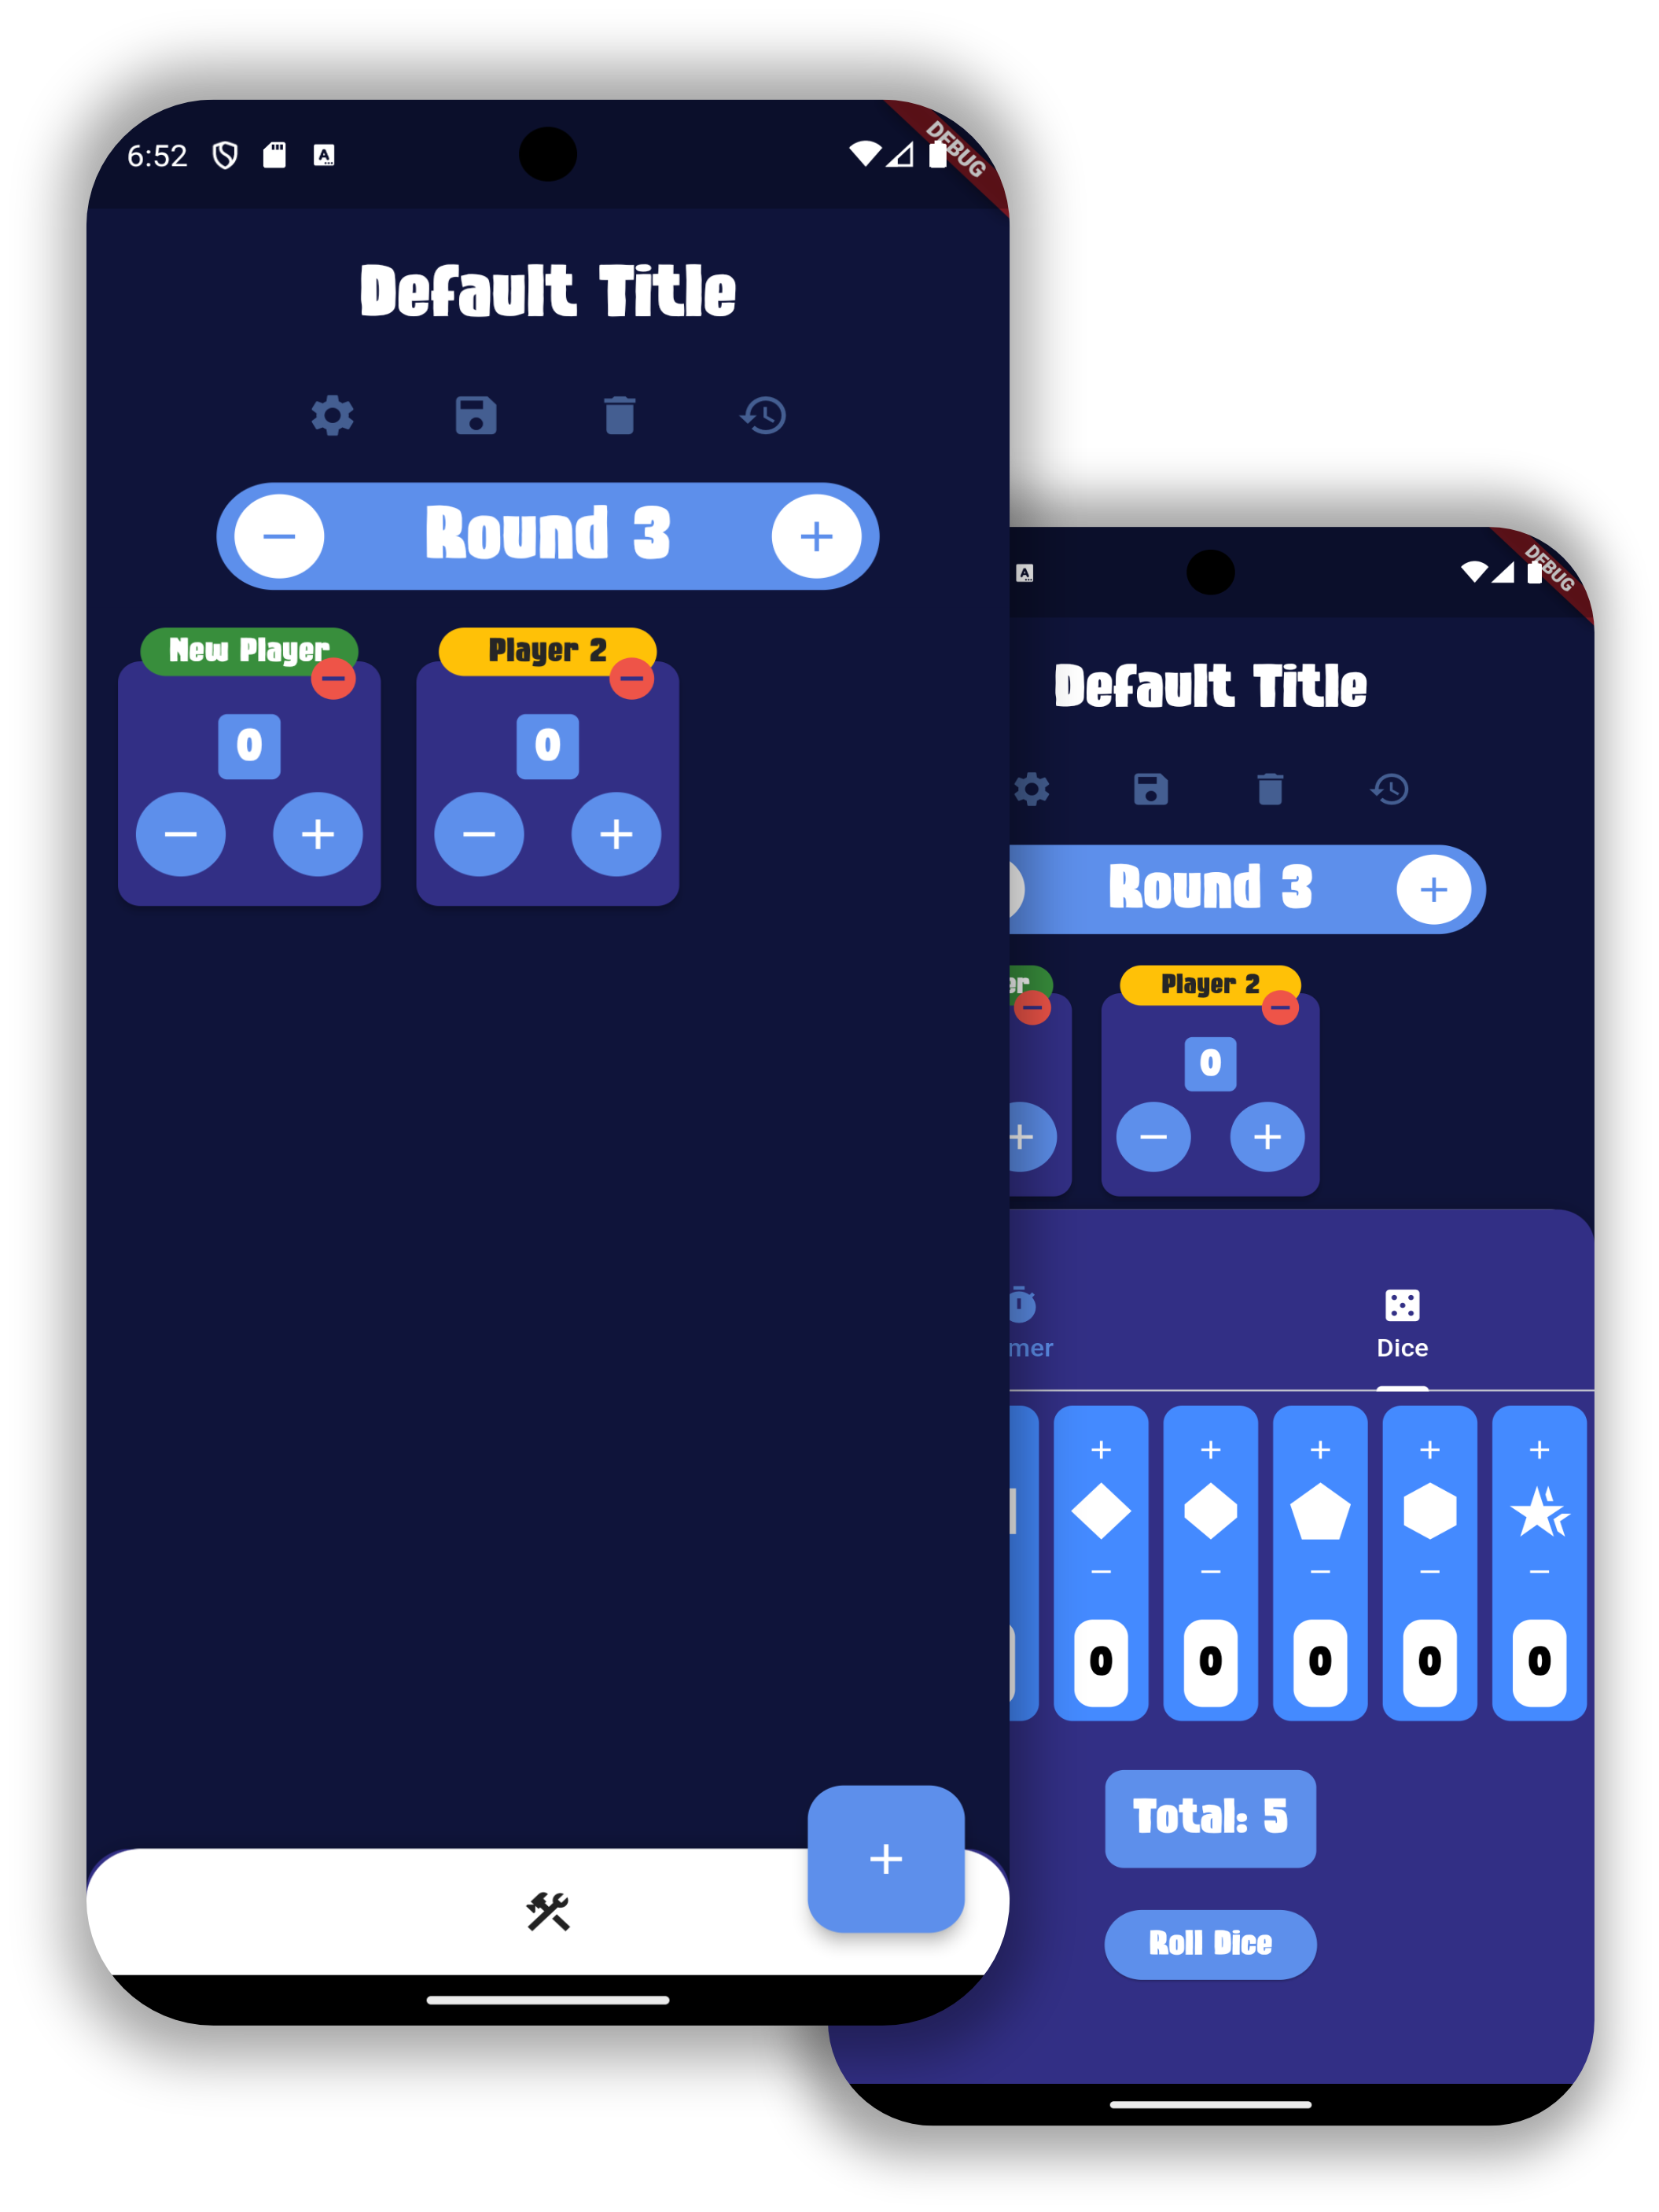 6:52
DEBUG
Default Title
Round 3
New Player
Player 2
0
0
DEBUG
Default Title
Round 3
er
Player 2
0
mer
Dice
0
0
0
0
0
Total: 5
Roll Dice